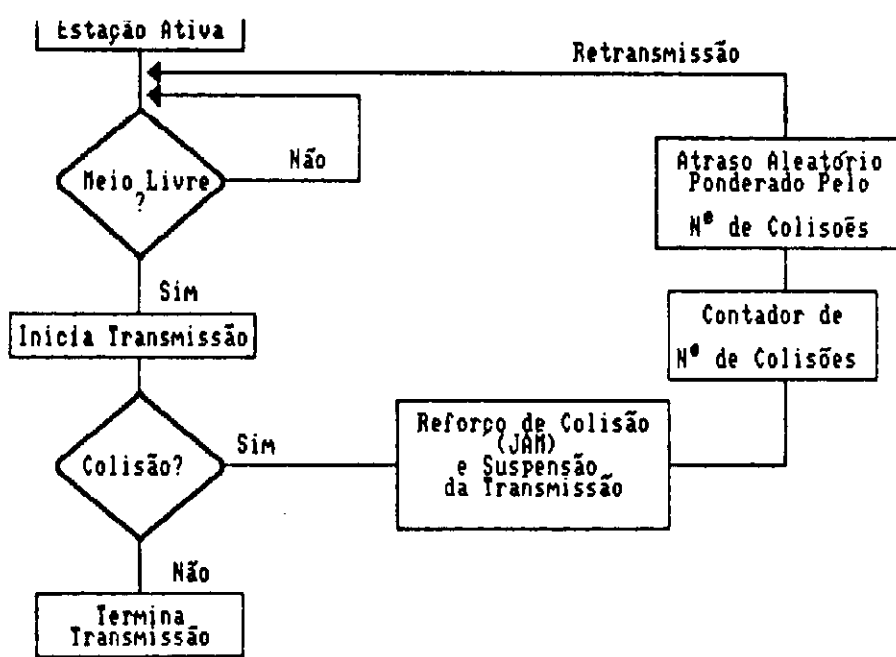 Estação Ativa
Retransmissão
Meio Livre
?
Não
Atraso Aleatório
Ponderado Pelo
Nº de Colisoẽs
Sim
Inicia Transmissão
Contador de
Nº de Colisões
Colisão?
Sim
Reforço de Colisão
(JAM)
e Suspensão
da Transmissão
Não
Termina
Transmissão